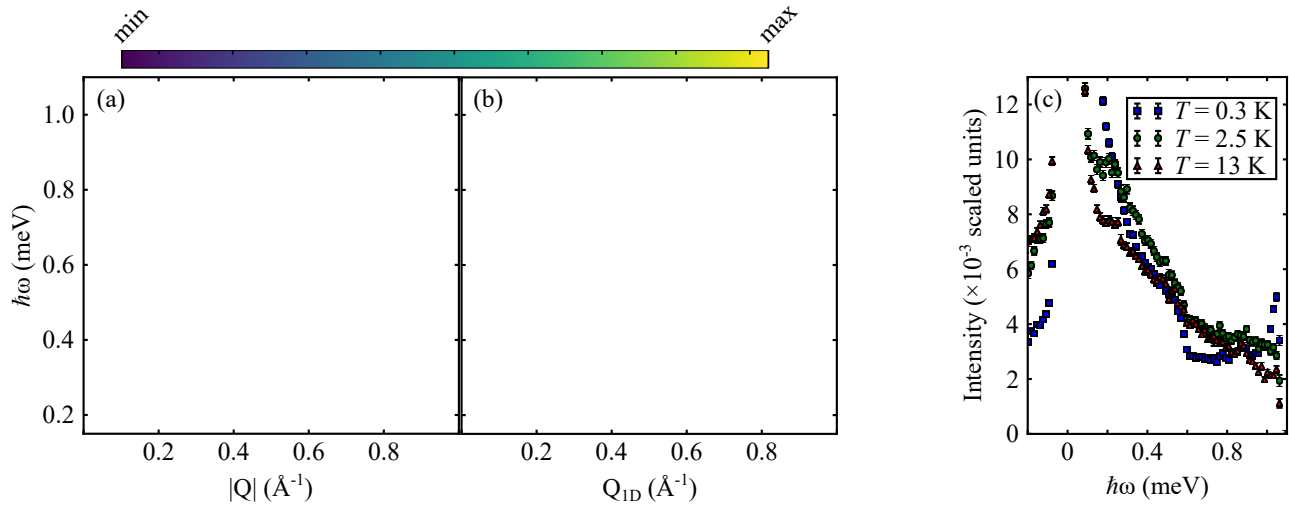 min
max
(a)
(b)
(c)
1.0
0.8
0.6
0.4
0.2
ħω (meV)
0.2 0.4 0.6 0.8
|Q| (Å⁻¹)
0.2 0.4 0.6 0.8
Q₁D (Å⁻¹)
T = 0.3 K
T = 2.5 K
T = 13 K
12
10
8
6
4
2
0
Intensity (×10⁻³ scaled units)
0 0.4 0.8
ħω (meV)